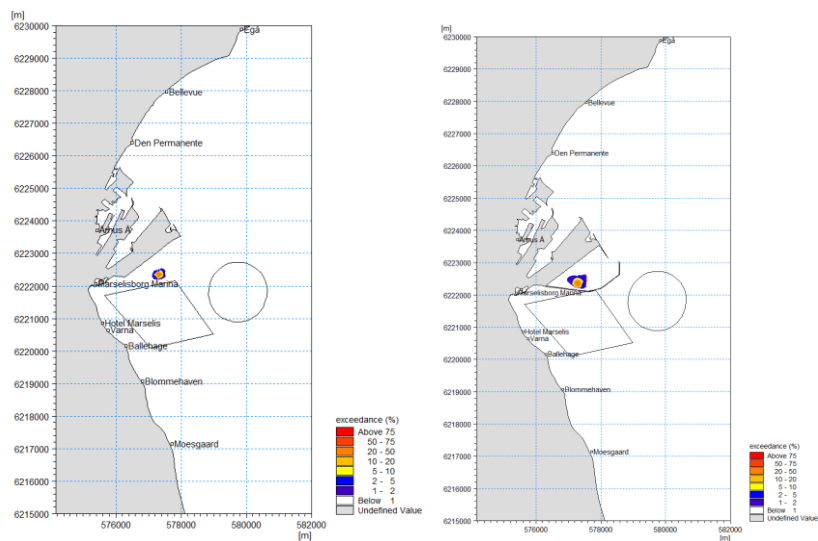 [m]
6230000
6229000
6228000
6227000
6226000
6225000
6224000
6223000
6222000
6221000
6220000
6219000
6218000
6217000
6216000
6215000
Egå
Bellevue
Den Permanente
Århus Å
Marselisborg Marina
Hotel Marselis
Varna
Ballehage
Blommehaven
Moesgaard
576000 578000 580000 582000
[m]
exceedance (%)
Above 75
50 - 75
20 - 50
10 - 20
5 - 10
2 - 5
1 - 2
Below 1
Undefined Value
[m]
6230000
6229000
6228000
6227000
6226000
6225000
6224000
6223000
6222000
6221000
6220000
6219000
6218000
6217000
6216000
6215000
Egå
Bellevue
Den Permanente
Århus Å
Marselisborg Marina
Hotel Marselis
Varna
Ballehage
Blommehaven
Moesgaard
576000 578000 580000 582000
[m]
exceedance (%)
Above 75
50 - 75
20 - 50
10 - 20
5 - 10
2 - 5
1 - 2
Below 1
Undefined Value